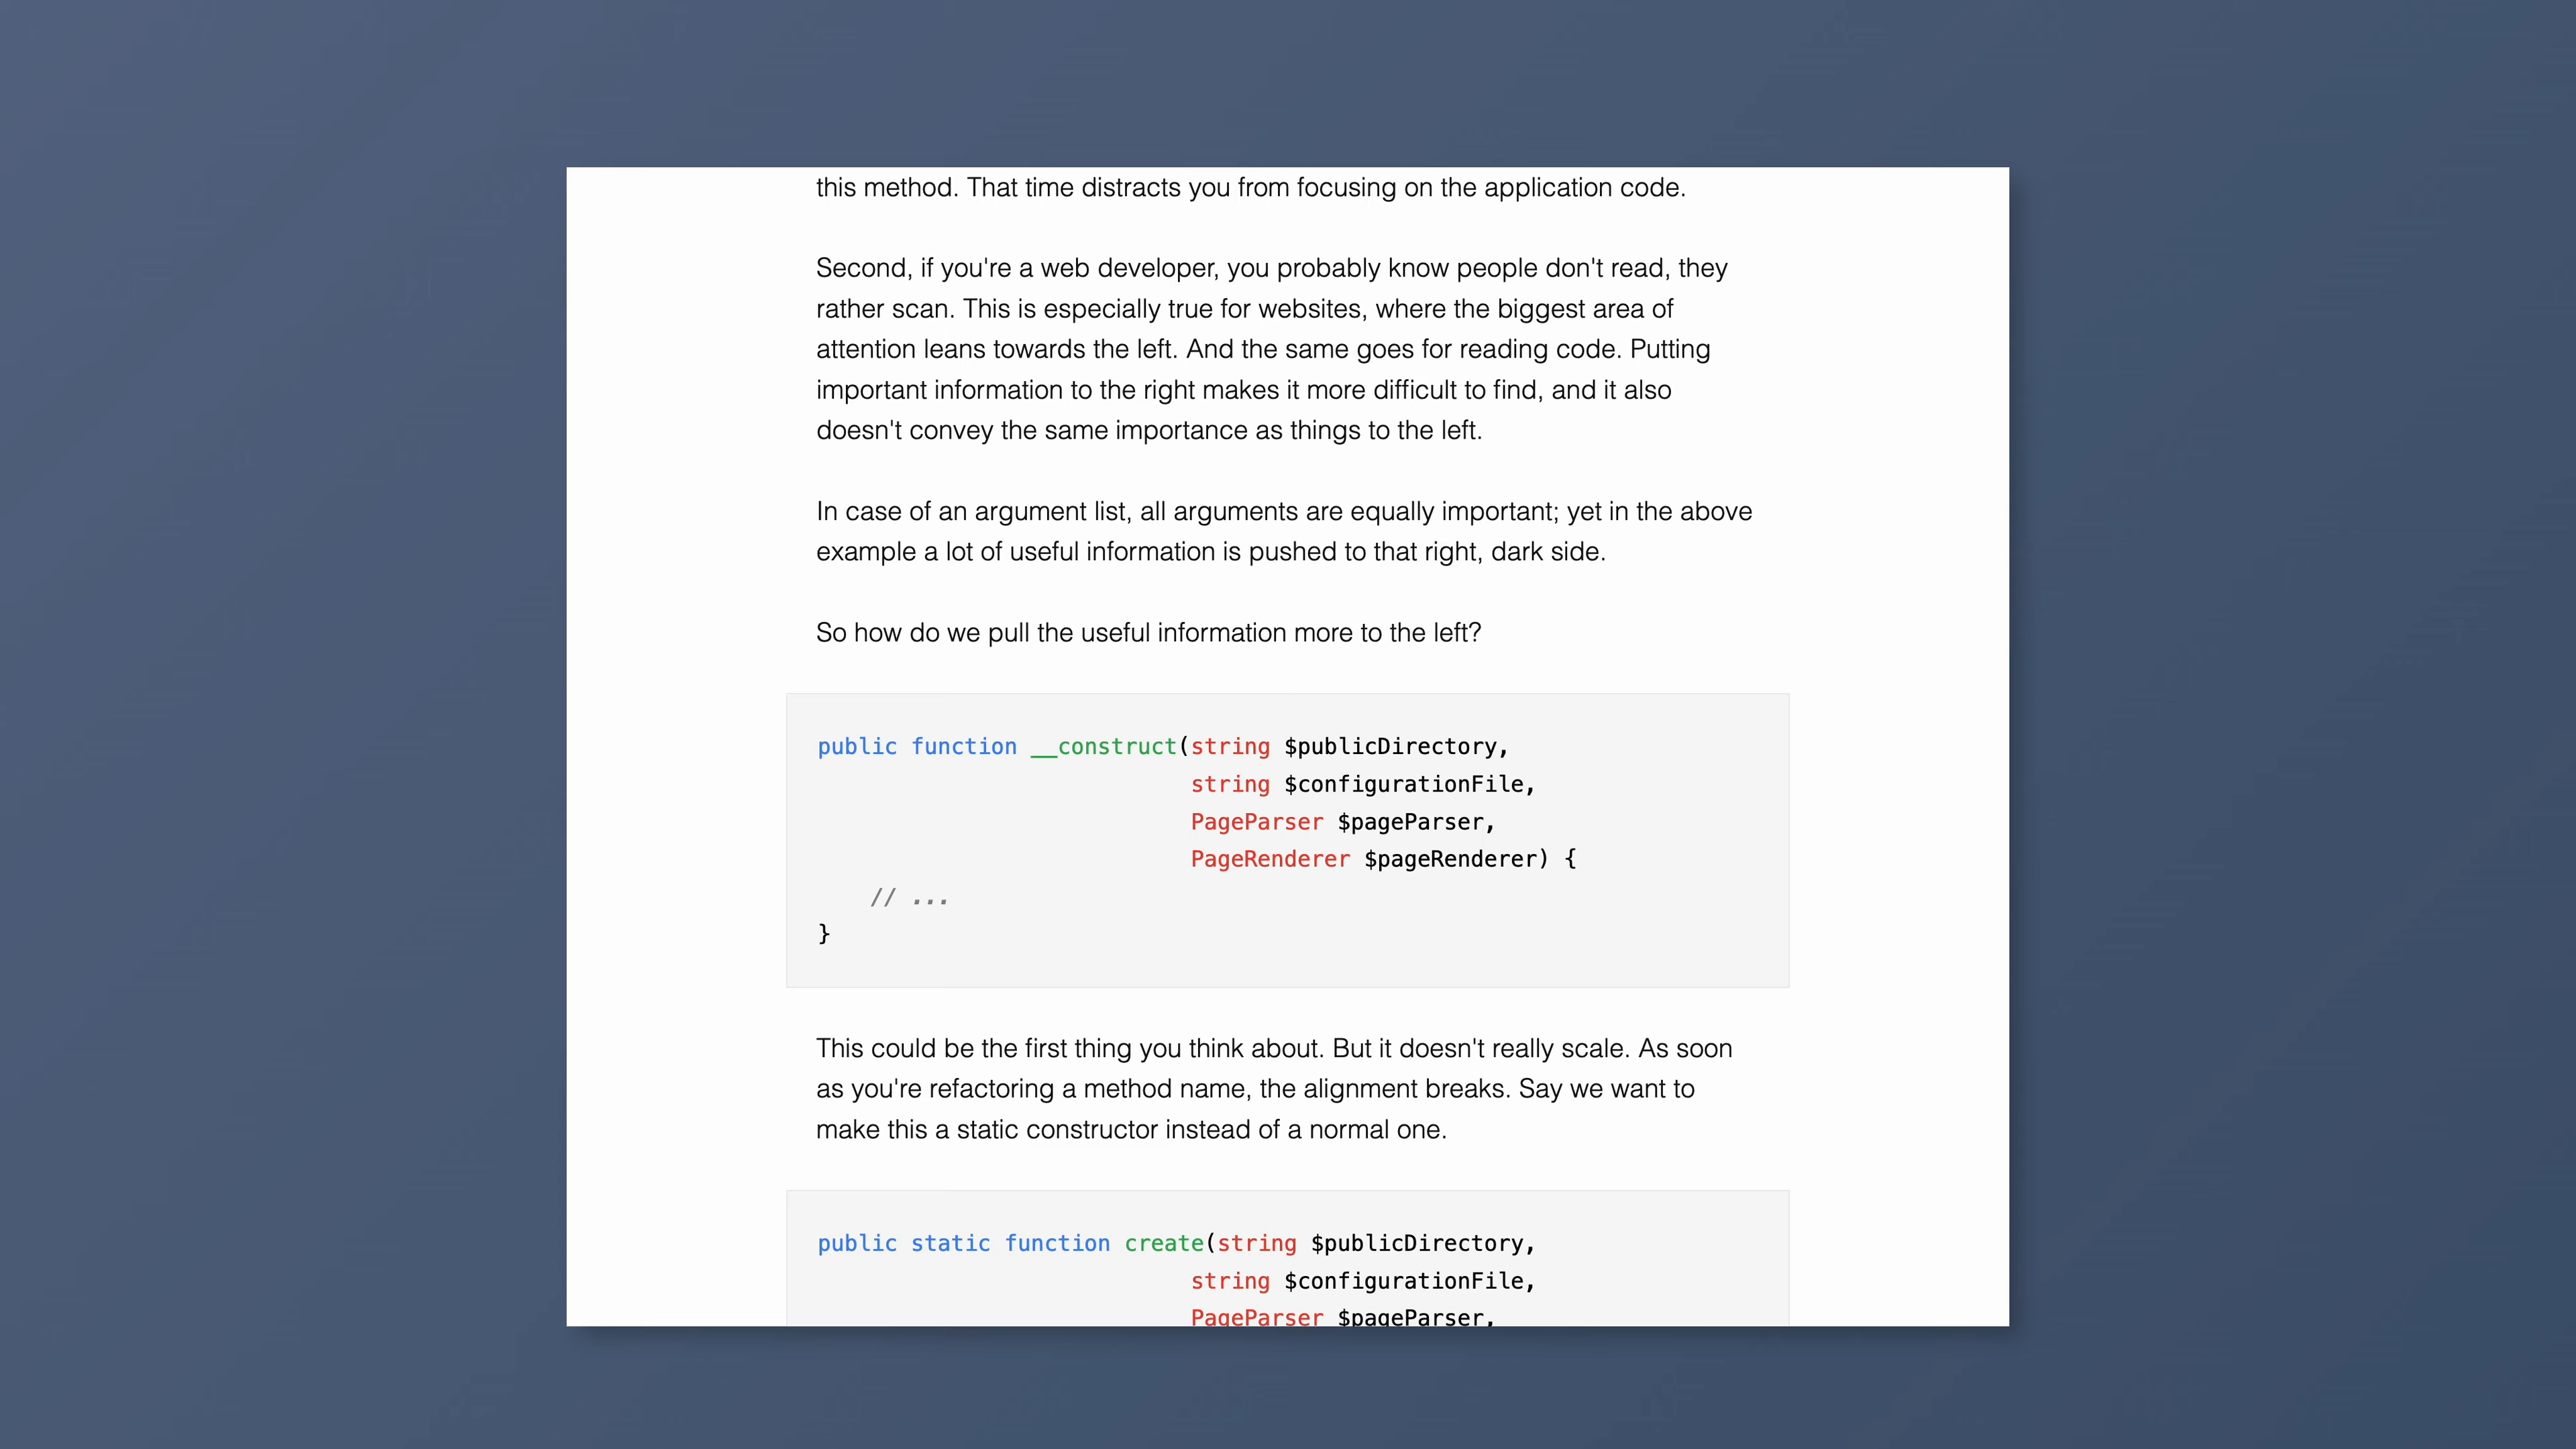 this method. That time distracts you from focusing on the application code.
Second, if you're a web developer, you probably know people don't read, they
rather scan. This is especially true for websites, where the biggest area of
attention leans towards the left. And the same goes for reading code. Putting
important information to the right makes it more difficult to find, and it also
doesn't convey the same importance as things to the left.
In case of an argument list, all arguments are equally important; yet in the above
example a lot of useful information is pushed to that right, dark side.
So how do we pull the useful information more to the left?
public function __construct(string $publicDirectory,
                            string $configurationFile,
                            PageParser $pageParser,
                            PageRenderer $pageRenderer) {
    // ...
}
This could be the first thing you think about. But it doesn't really scale. As soon
as you're refactoring a method name, the alignment breaks. Say we want to
make this a static constructor instead of a normal one.
public static function create(string $publicDirectory,
                            string $configurationFile,
                            PageParser $pageParser,